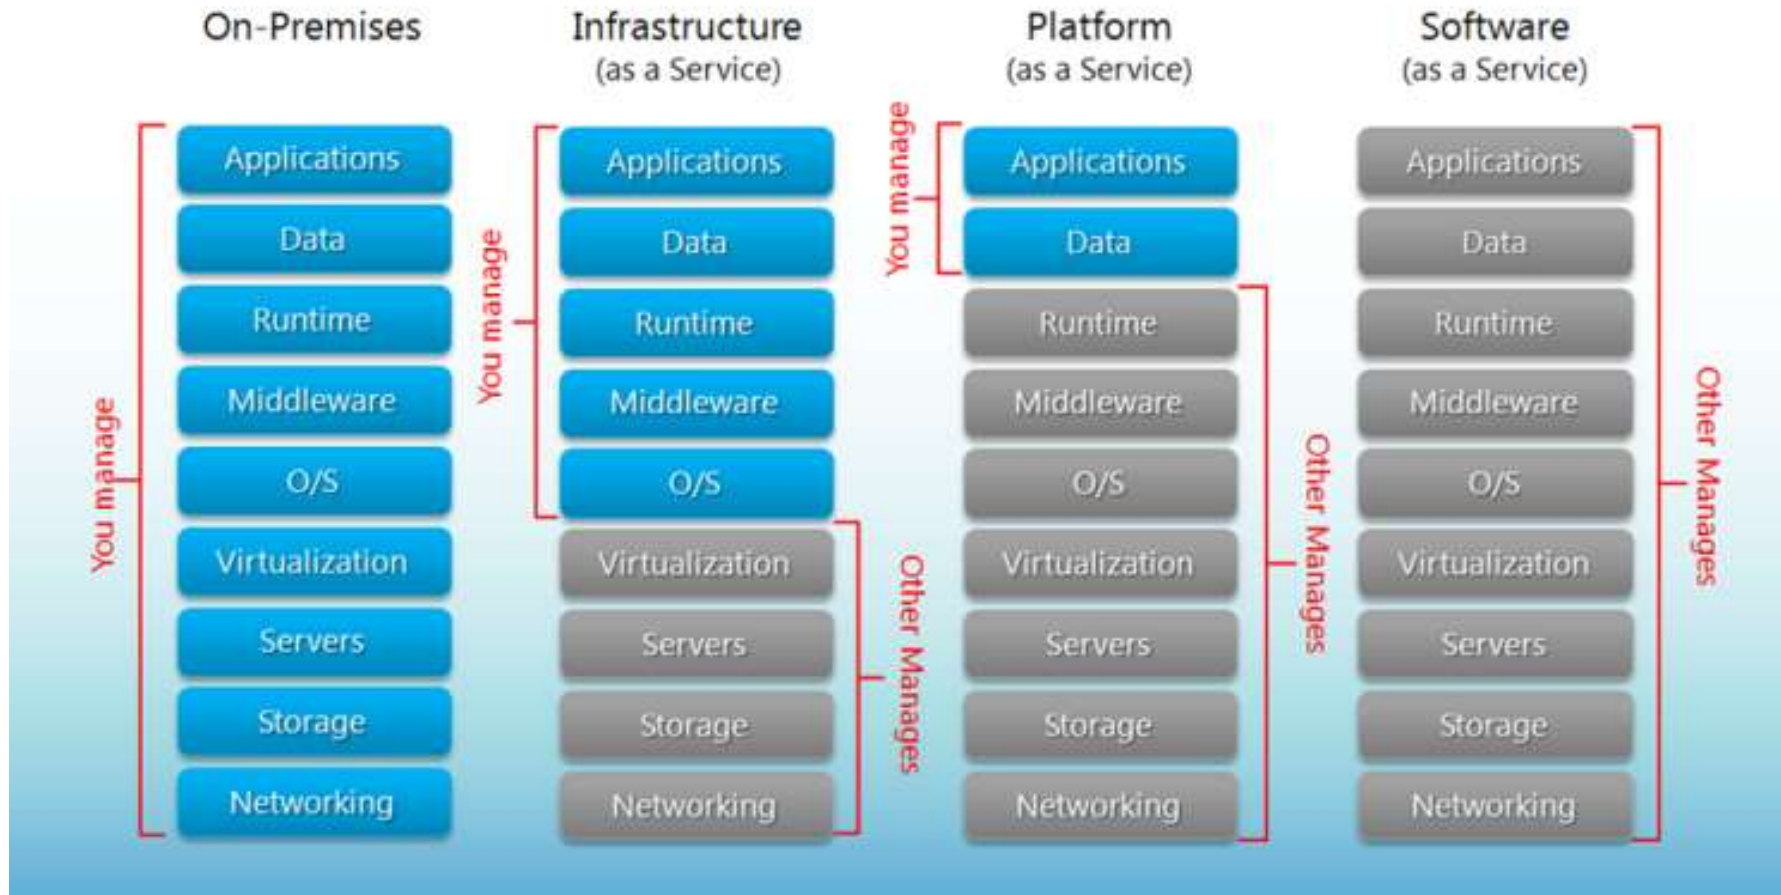 On-Premises
Infrastructure
(as a Service)
Platform
(as a Service)
Software
(as a Service)
You manage
Applications
Data
Runtime
Middleware
O/S
Virtualization
Servers
Storage
Networking
You manage
Applications
Data
Runtime
Middleware
O/S
Virtualization
Servers
Storage
Networking
Other Manages
You manage
Applications
Data
Runtime
Middleware
O/S
Virtualization
Servers
Storage
Networking
Other Manages
Applications
Data
Runtime
Middleware
O/S
Virtualization
Servers
Storage
Networking
Other Manages